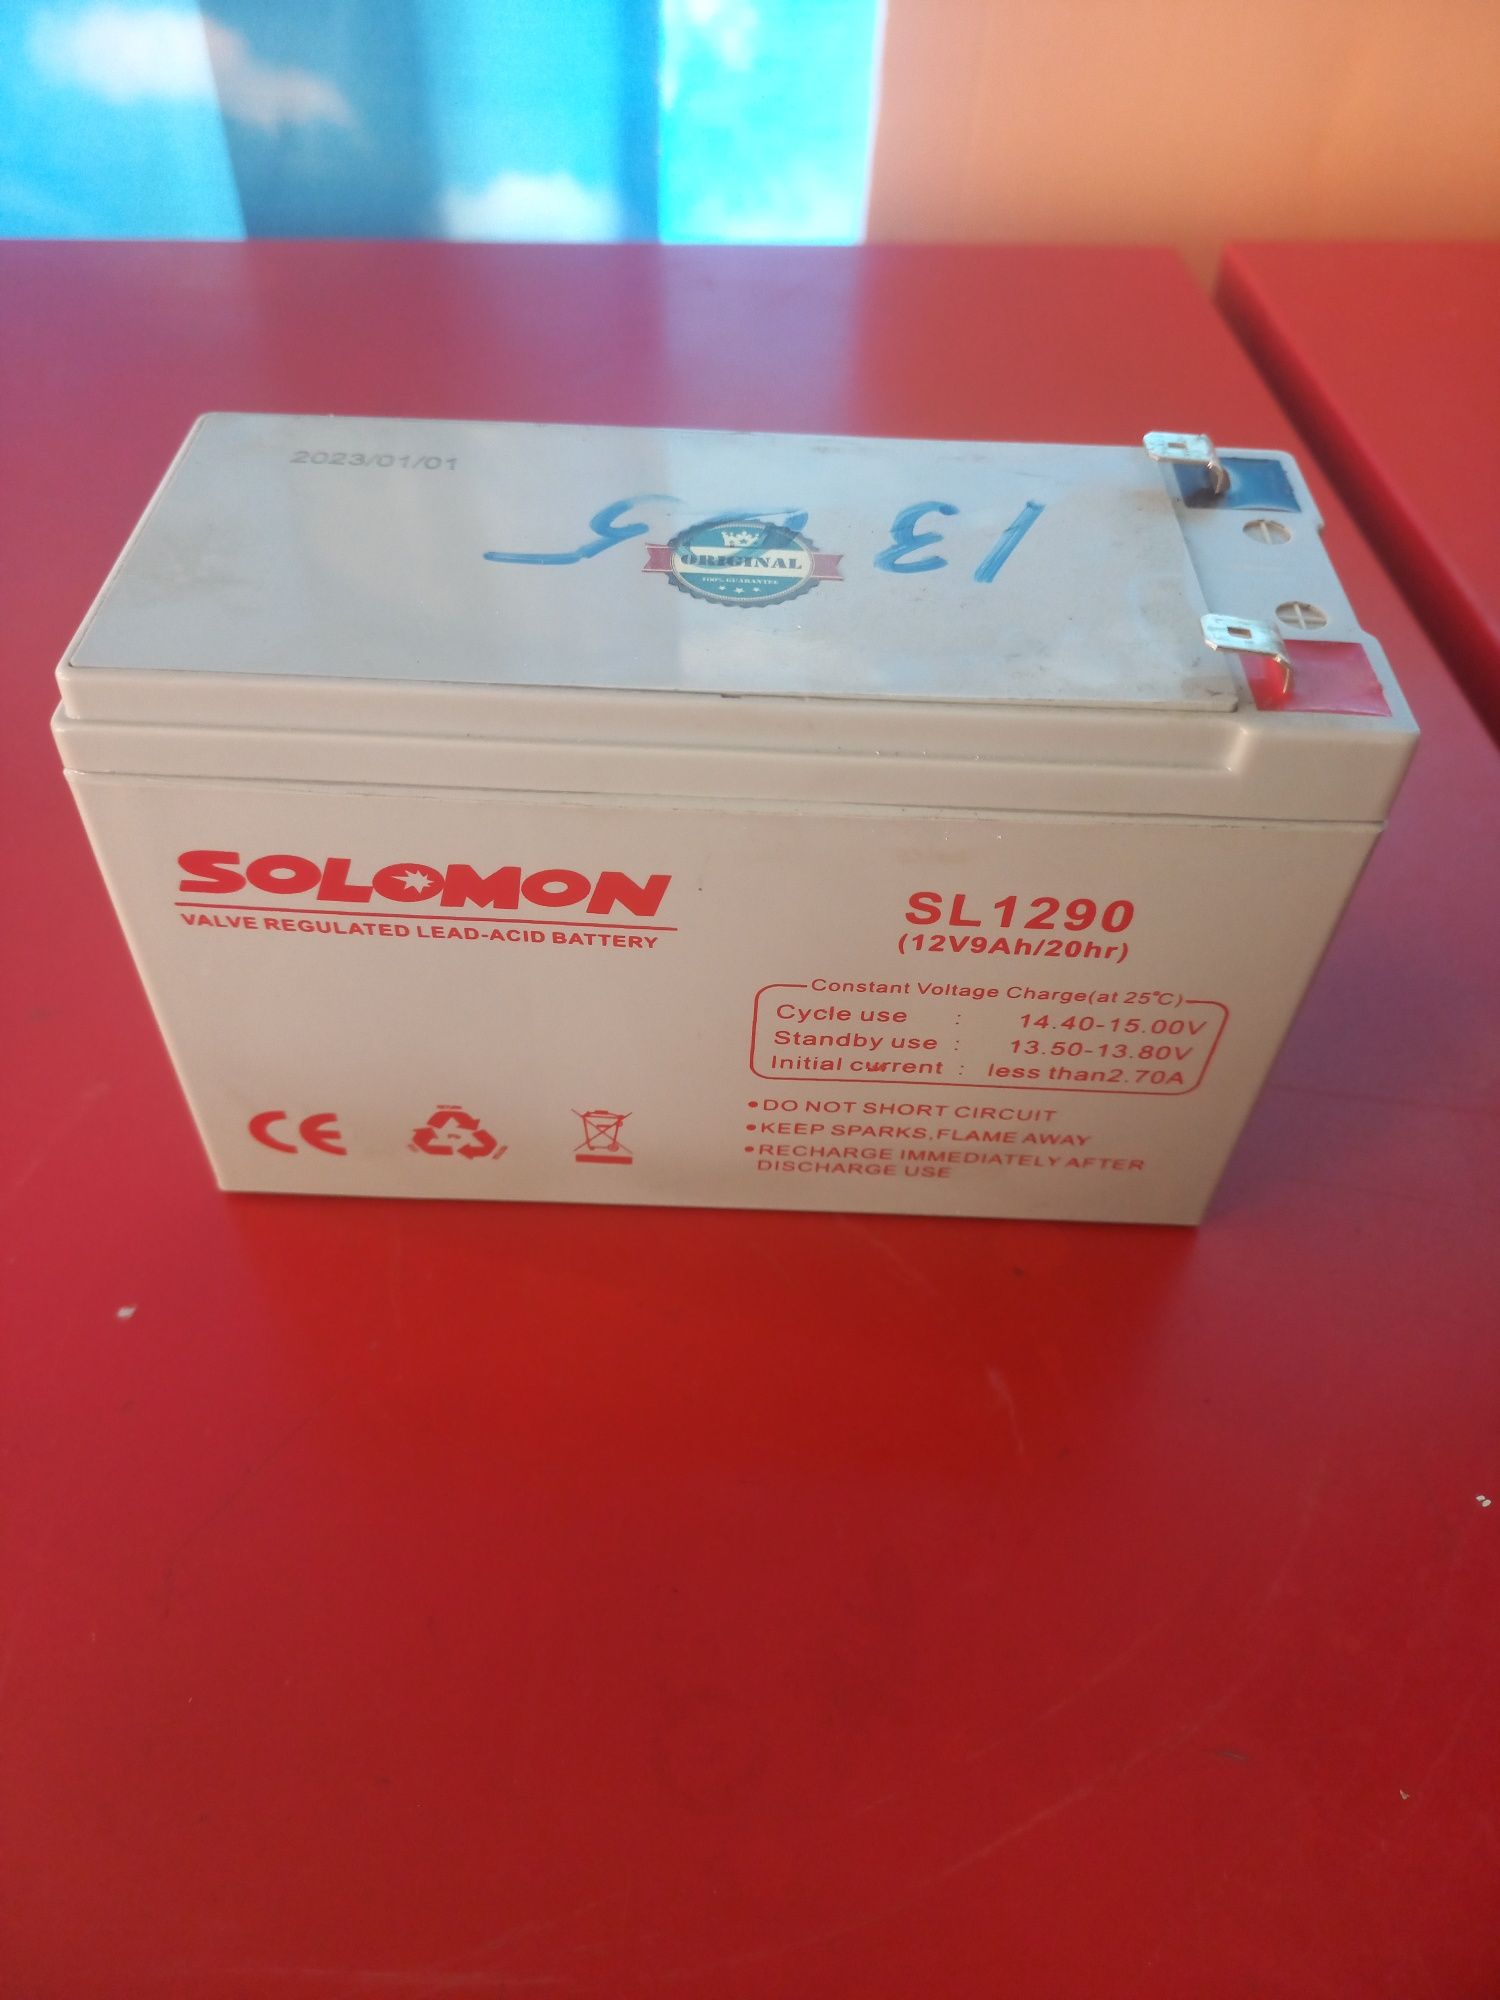 2023/01/01
ORIGINAL
100% GUARANTEE
SOLOMON
VALVE REGULATED LEAD-ACID BATTERY
SL1290
(12V9Ah/20hr)
Constant Voltage Charge(at 25°C)
Cycle use : 14.40-15.00V
Standby use : 13.50-13.80V
Initial current : less than2.70A
•DO NOT SHORT CIRCUIT
•KEEP SPARKS,FLAME AWAY
•RECHARGE IMMEDIATELY AFTER
DISCHARGE USE
CE